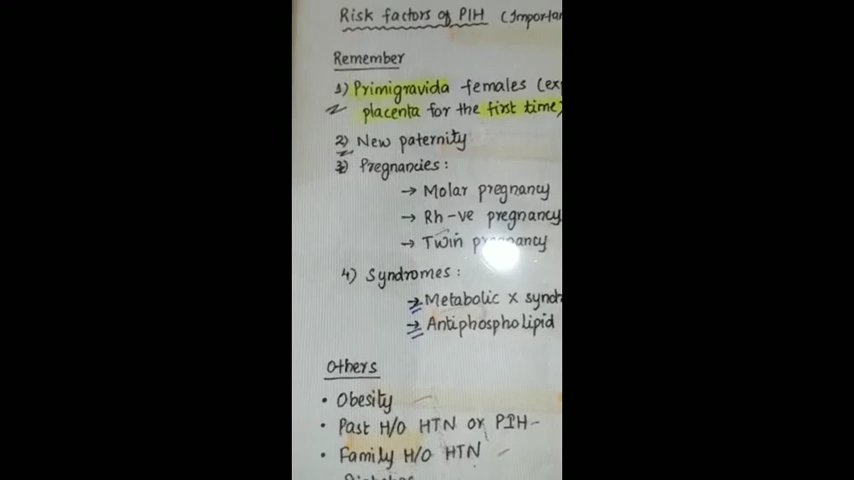 Risk factors of PIH (Importan
Remember
1) Primigravida females (ex
placenta for the first time)
2) New paternity
3) Pregnancies:
→ Molar pregnancy
→ Rh-ve pregnancy
→ Twin pregnancy
4) Syndromes:
→ Metabolic x synd
→ Antiphospholipid
Others
• Obesity
• Past H/O HTN or PIH
• Family H/O HTN
Diabetes